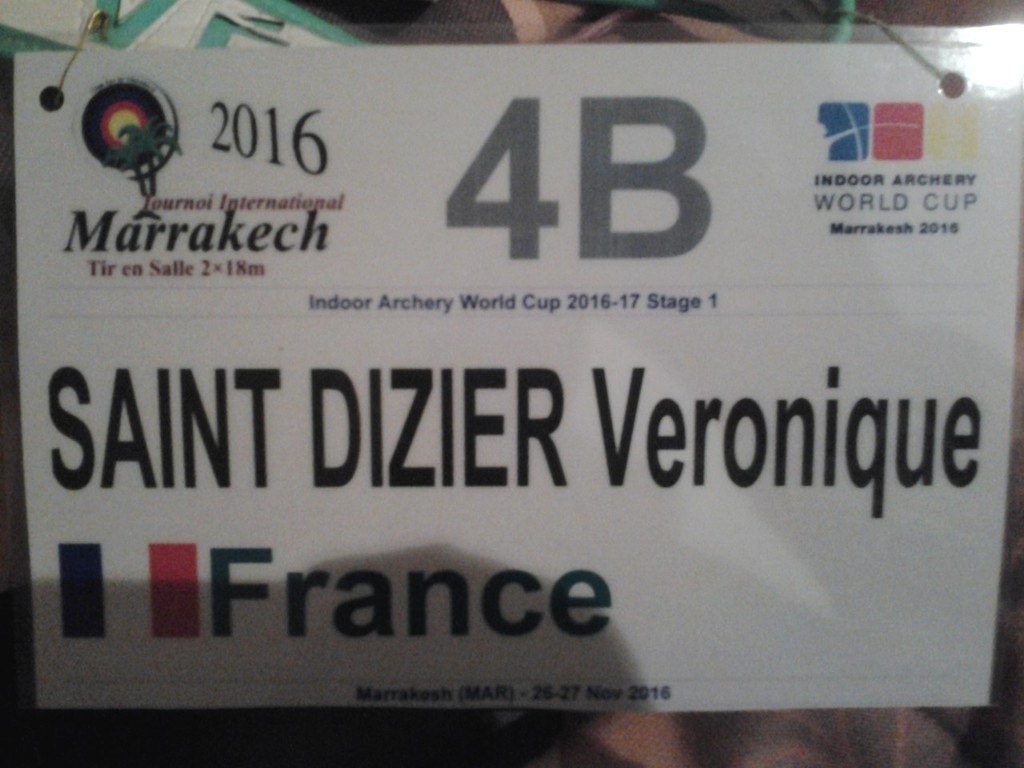 2016
Tournoi International
Marrakech
Tir en Salle 2×18m
4B
INDOOR ARCHERY
WORLD CUP
Marrakesh 2016
Indoor Archery World Cup 2016-17 Stage 1
SAINT DIZIER Veronique
France
Marrakesh (MAR) - 26-27 Nov 2016